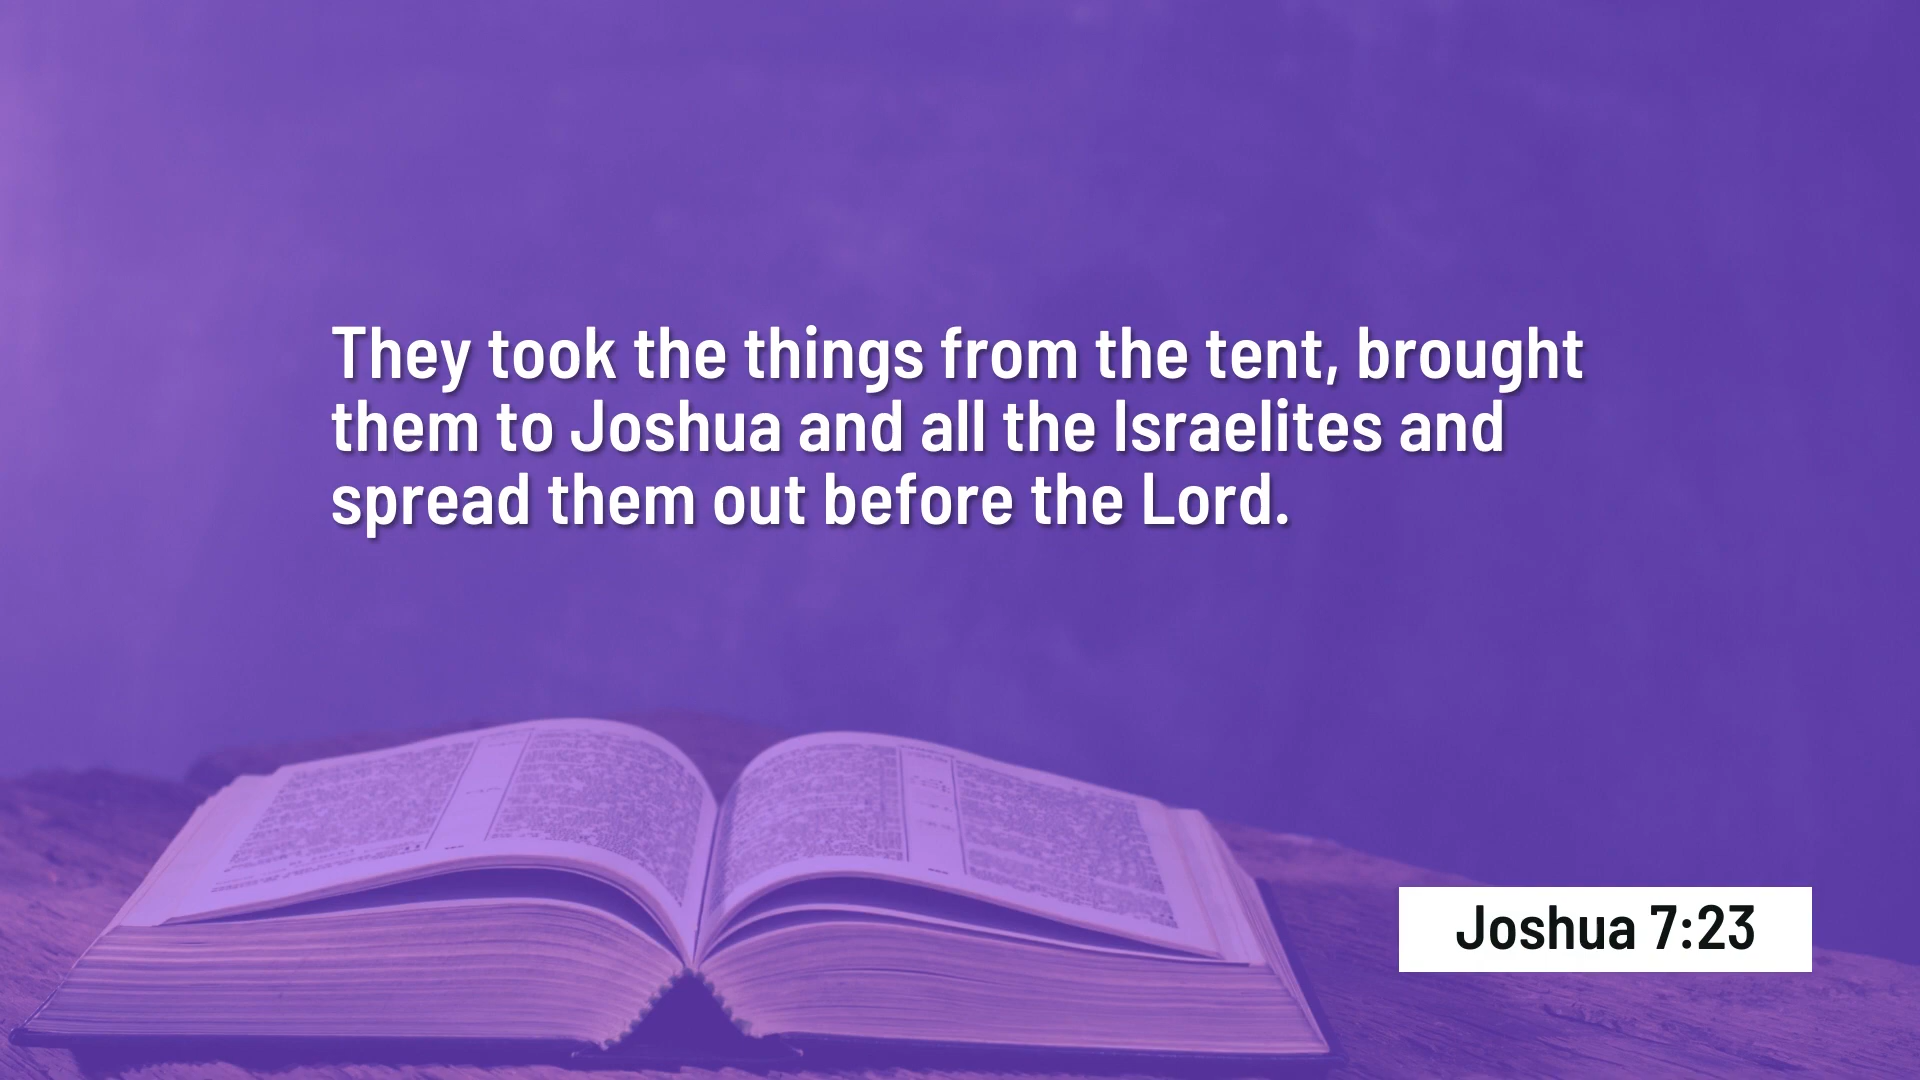 They took the things from the tent, brought
them to Joshua and all the Israelites and
spread them out before the Lord.
Joshua 7:23